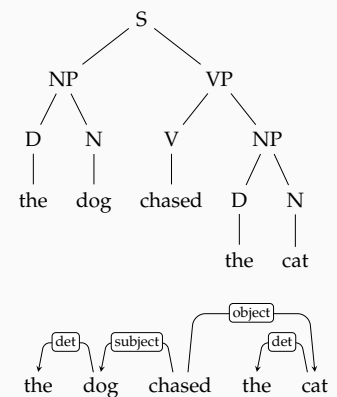 S
NP VP
D N V NP
the dog chased D N
the cat
object
det subject det
the dog chased the cat